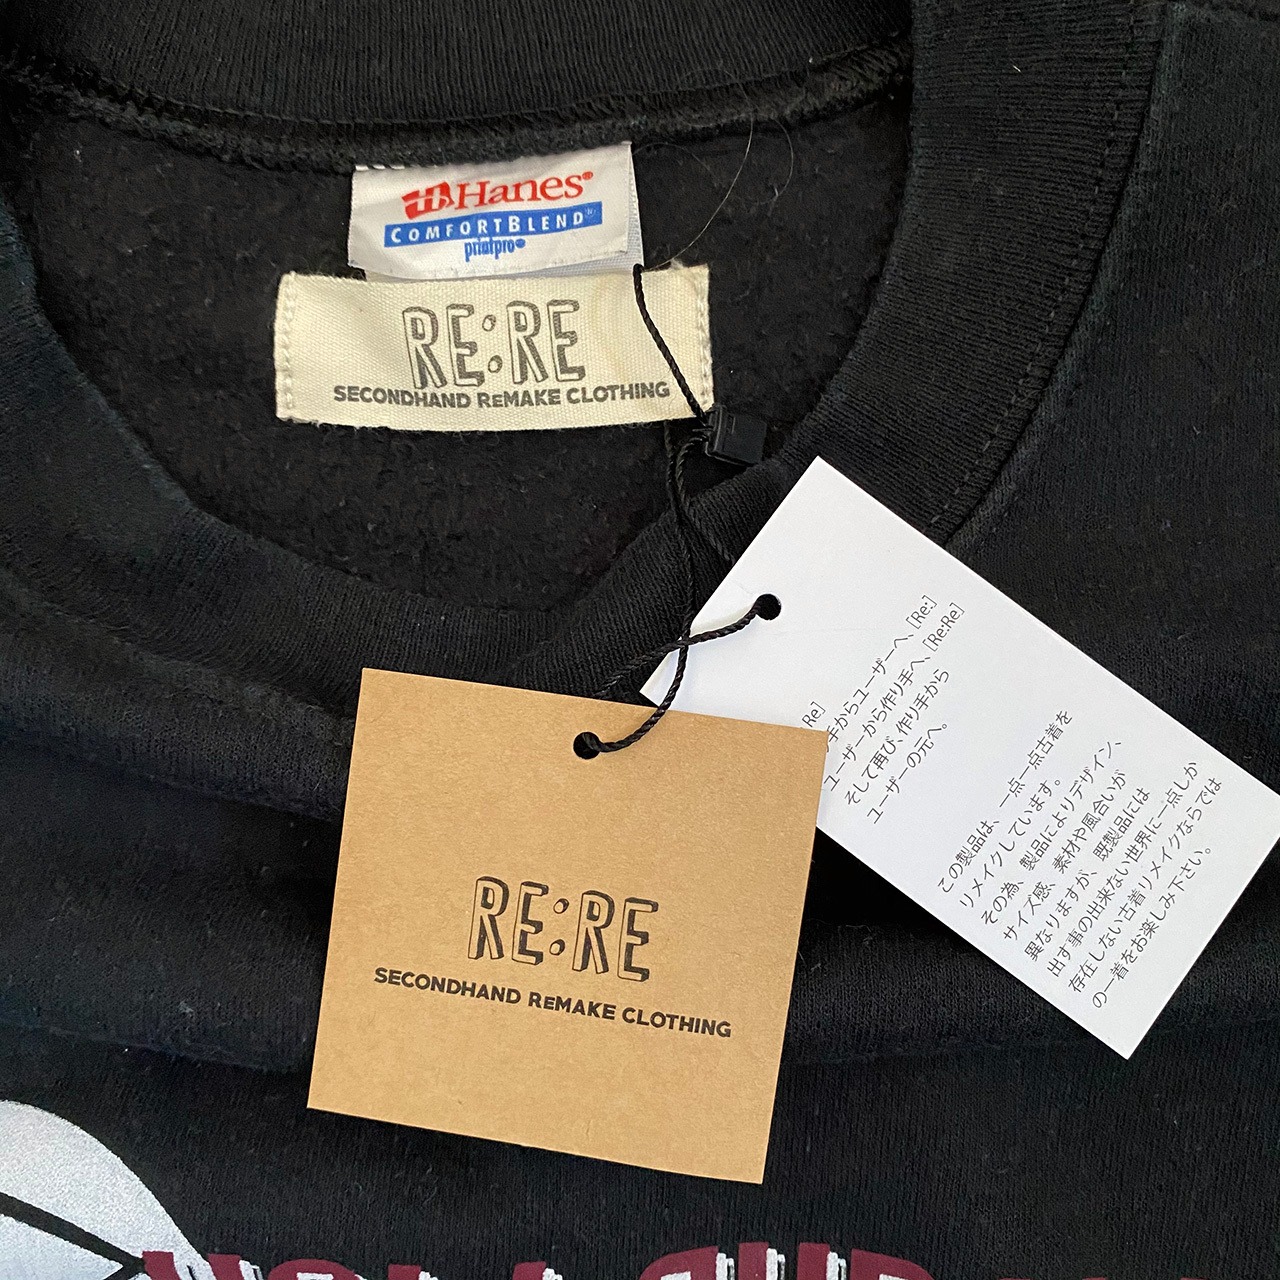 Hanes®
COMFORTBLEND®
printpro®
RE:RE
SECONDHAND REMAKE CLOTHING
RE:RE
SECONDHAND REMAKE CLOTHING
Re]
手からユーザーへ、[Re:]
ユーザーから作り手へ、[Re:Re]
そして再び、作り手から
ユーザーの元へ。
この製品は、一点一点古着を
リメイクしています。
その為、製品によりデザイン、
サイズ感、素材や風合いが
異なりますが、既製品には
出す事の出来ない世界に一点しか
存在しない古着リメイクならでは
の一着をお楽しみ下さい。